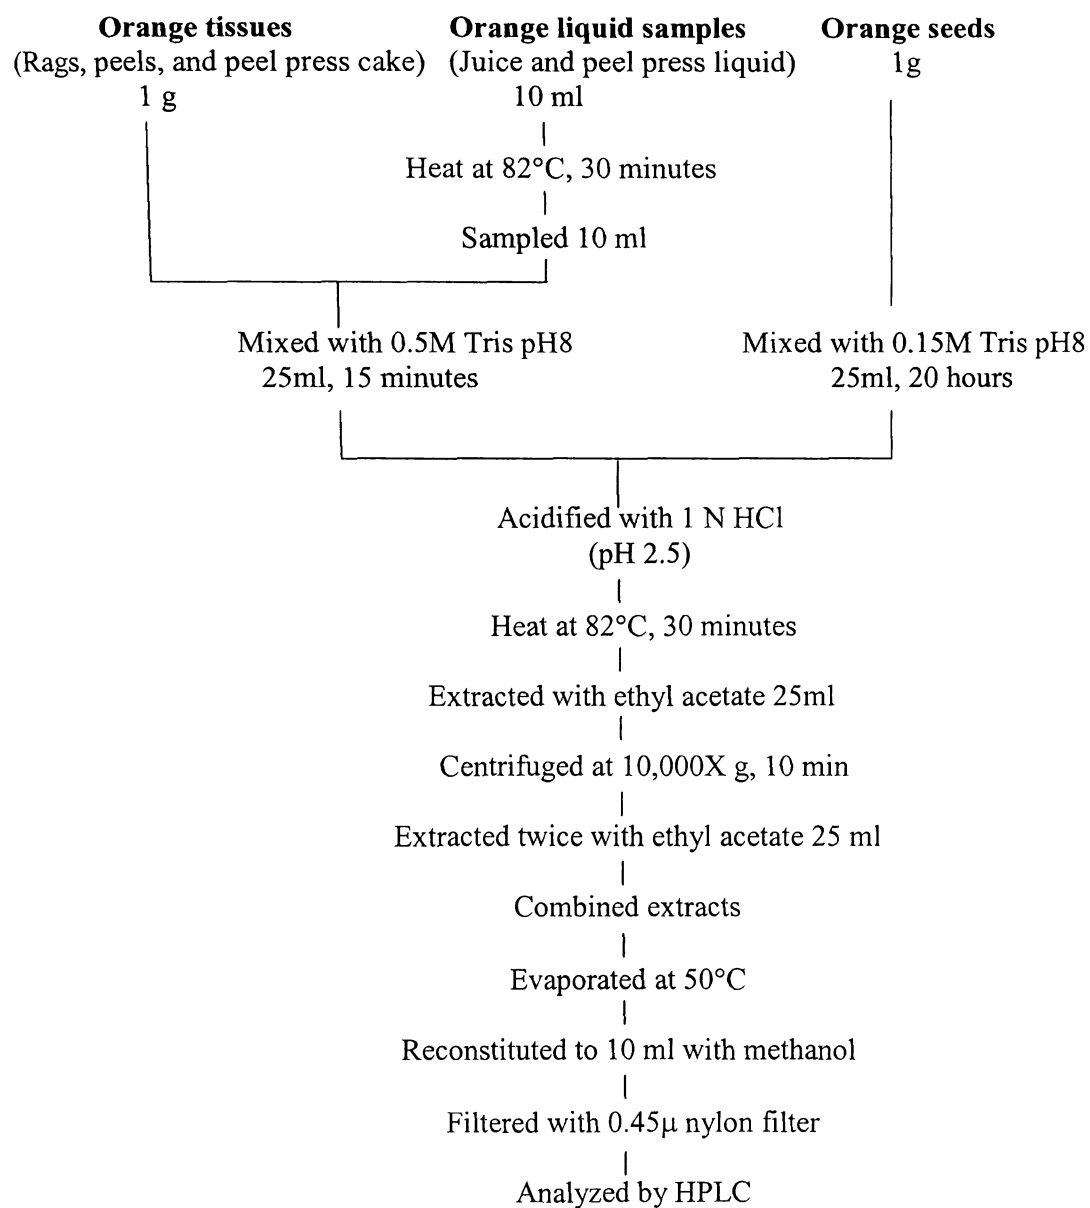 Orange tissues
(Rags, peels, and peel press cake)
1 g
Orange liquid samples
(Juice and peel press liquid)
10 ml
Orange seeds
1g
Heat at 82°C, 30 minutes
Sampled 10 ml
Mixed with 0.5M Tris pH8
25ml, 15 minutes
Mixed with 0.15M Tris pH8
25ml, 20 hours
Acidified with 1 N HCl
(pH 2.5)
Heat at 82°C, 30 minutes
Extracted with ethyl acetate 25ml
Centrifuged at 10,000X g, 10 min
Extracted twice with ethyl acetate 25 ml
Combined extracts
Evaporated at 50°C
Reconstituted to 10 ml with methanol
Filtered with 0.45μ nylon filter
Analyzed by HPLC